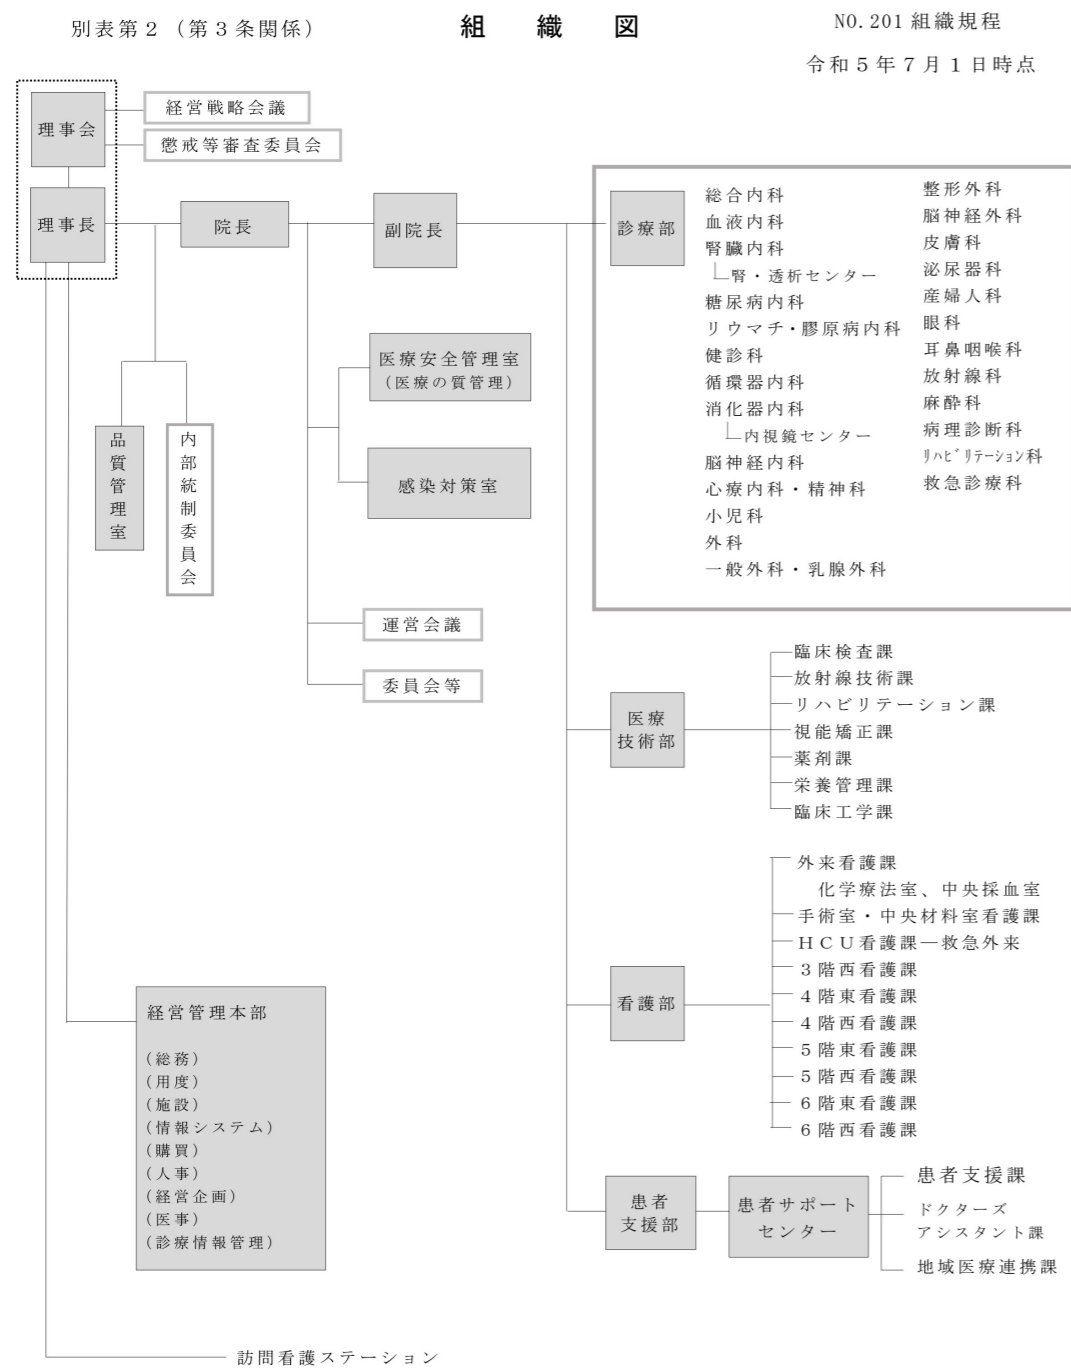 別表第２（第３条関係）
組織図
NO.201組織規程
令和５年７月１日時点
理事会
経営戦略会議
懲戒等審査委員会
理事長
院長
副院長
品質管理室
内部統制委員会
医療安全管理室
（医療の質管理）
感染対策室
運営会議
委員会等
診療部
総合内科
血液内科
腎臓内科
腎・透析センター
糖尿病内科
リウマチ・膠原病内科
健診科
循環器内科
消化器内科
内視鏡センター
脳神経内科
心療内科・精神科
小児科
外科
一般外科・乳腺外科
整形外科
脳神経外科
皮膚科
泌尿器科
産婦人科
眼科
耳鼻咽喉科
放射線科
麻酔科
病理診断科
ﾘﾊﾋﾞﾘﾃｰｼｮﾝ科
救急診療科
医療
技術部
臨床検査課
放射線技術課
リハビリテーション課
視能矯正課
薬剤課
栄養管理課
臨床工学課
看護部
外来看護課
化学療法室、中央採血室
手術室・中央材料室看護課
ＨＣＵ看護課―救急外来
３階西看護課
４階東看護課
４階西看護課
５階東看護課
５階西看護課
６階東看護課
６階西看護課
患者
支援部
患者サポート
センター
患者支援課
ドクターズ
アシスタント課
地域医療連携課
経営管理本部
（総務）
（用度）
（施設）
（情報システム）
（購買）
（人事）
（経営企画）
（医事）
（診療情報管理）
訪問看護ステーション